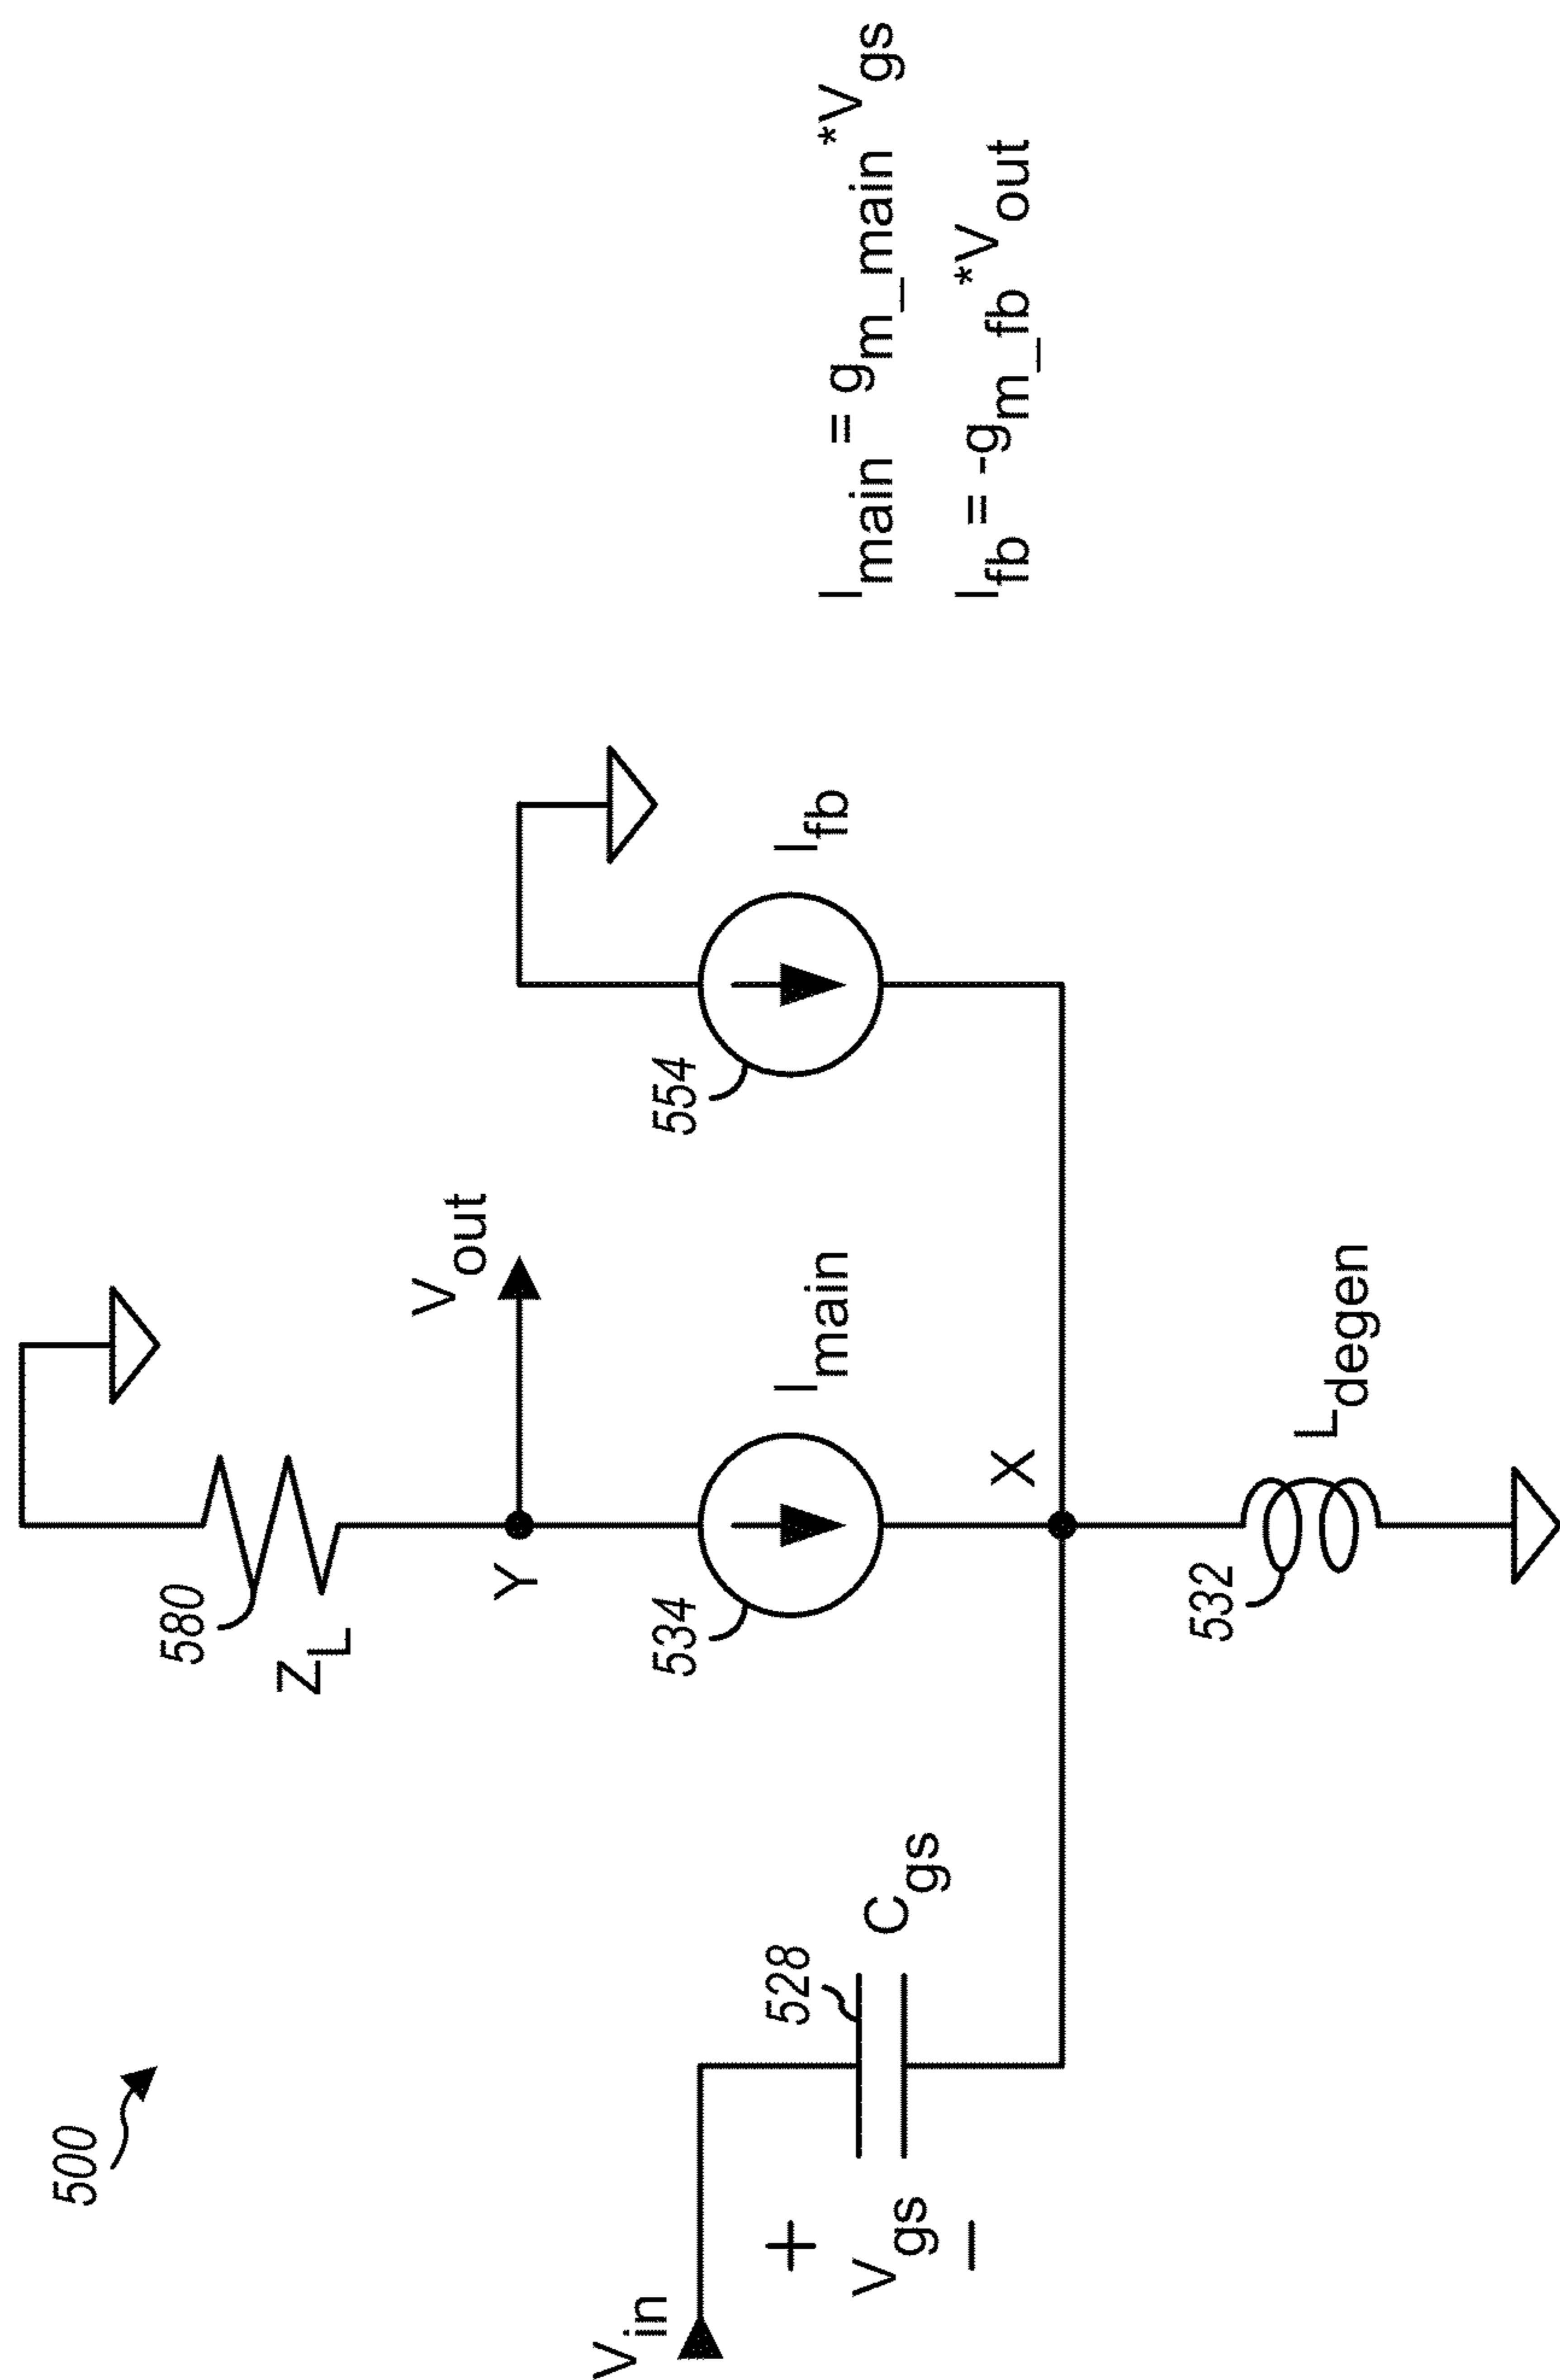 500
580
Z_L
V_out
Y
534
I_main
554
I_fb
I_main = g_m_main*V_gs
I_fb = -g_m_fb*V_out
V_in
+
V_gs
–
528
C_gs
X
532
L_degen